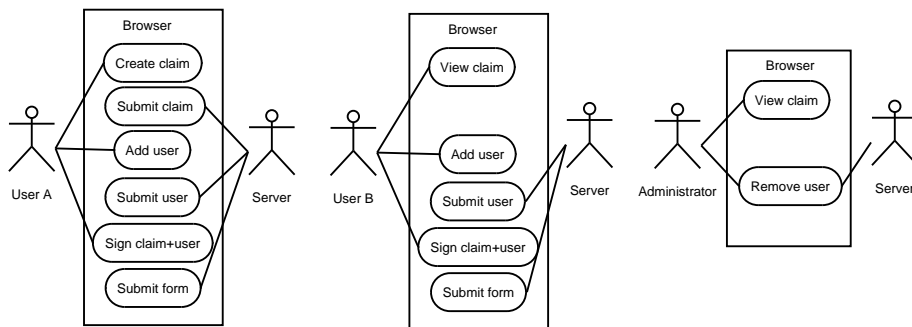 Browser
Create claim
Submit claim
Add user
Submit user
Sign claim+user
Submit form
User A
Server
Browser
View claim
Add user
Submit user
Sign claim+user
Submit form
User B
Server
Browser
View claim
Remove user
Administrator
Server